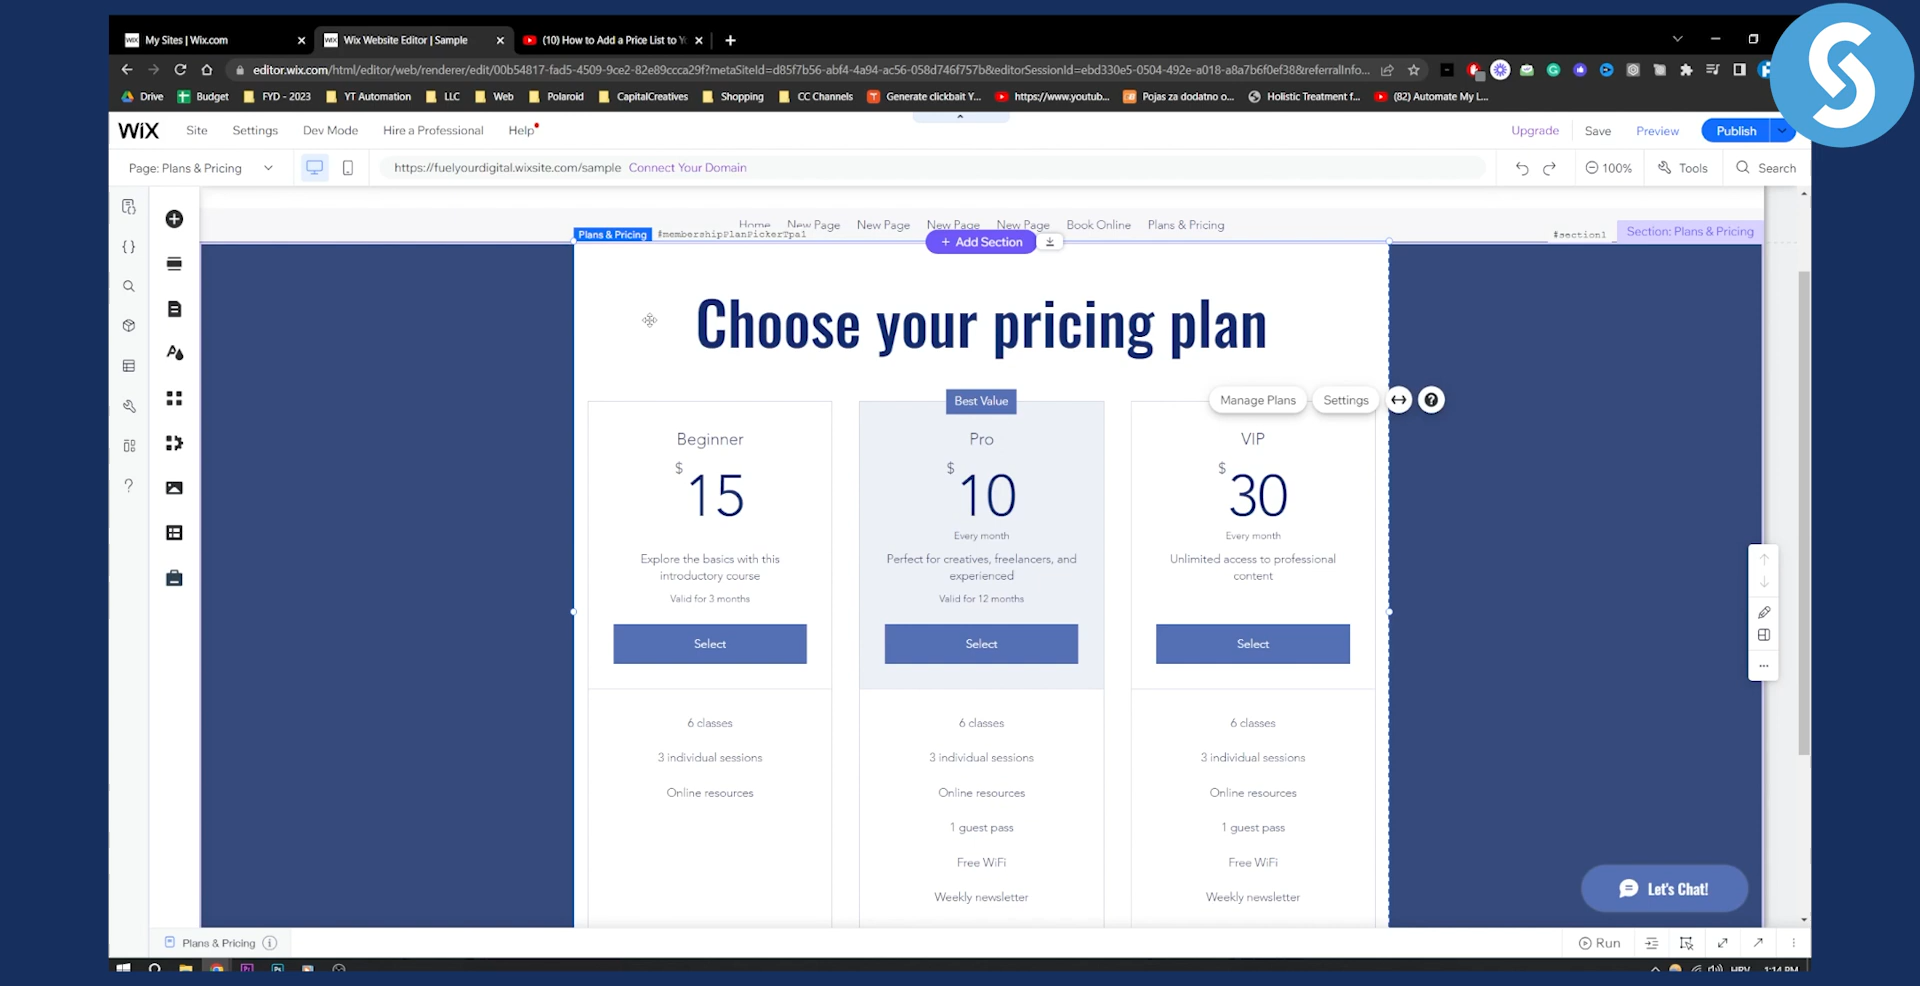 My Sites | Wix.com
Wix Website Editor | Sample
(10) How to Add a Price List to Y
editor.wix.com/html/editor/web/renderer/edit/00b54817-fad5-4509-9ce2-82e89ccca29f?metaSiteId=d85f7b56-abf4-4a94-ac56-058d746f757b&editorSessionId=ebd330e5-0504-492e-a018-a8a7b6f0ef38&referralInfo...
Drive
Budget
FYD - 2023
YT Automation
LLC
Web
Polaroid
CapitalCreatives
Shopping
CC Channels
Generate clickbait Y...
https://www.youtub...
Pojas za dodatno o...
Holistic Treatment f...
(82) Automate My L...
WiX
Site
Settings
Dev Mode
Hire a Professional
Help
Upgrade
Save
Preview
Publish
Page: Plans & Pricing
https://fuelyourdigital.wixsite.com/sample
Connect Your Domain
100%
Tools
Search
Home
New Page
New Page
New Page
New Page
Book Online
Plans & Pricing
Plans & Pricing
#membershipPlanPickerTpa1
+ Add Section
#section1
Section: Plans & Pricing
Choose your pricing plan
Manage Plans
Settings
Best Value
Beginner
$
15
Explore the basics with this
introductory course
Valid for 3 months
Select
6 classes
3 individual sessions
Online resources
Pro
$
10
Every month
Perfect for creatives, freelancers, and
experienced
Valid for 12 months
Select
6 classes
3 individual sessions
Online resources
1 guest pass
Free WiFi
Weekly newsletter
VIP
$
30
Every month
Unlimited access to professional
content
Select
6 classes
3 individual sessions
Online resources
1 guest pass
Free WiFi
Weekly newsletter
Let's Chat!
Plans & Pricing
Run
HRV
1:14 PM